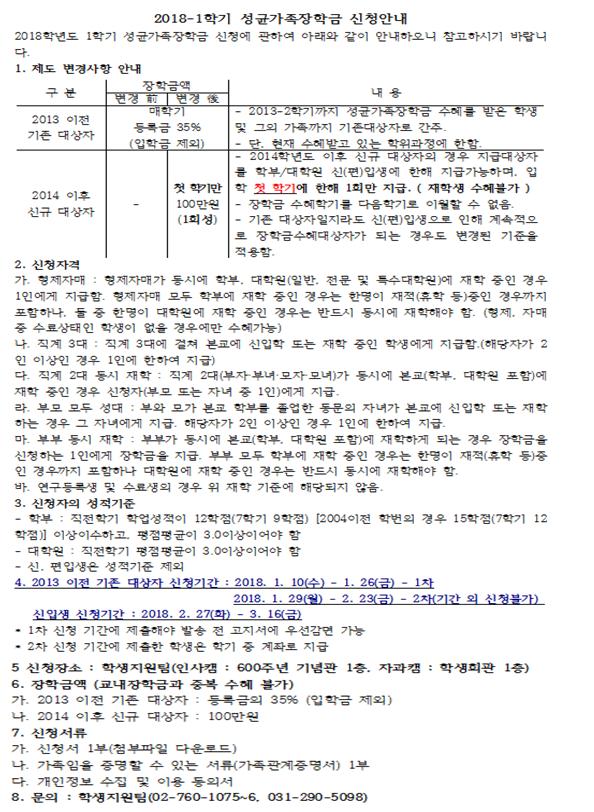 2018-1학기 성균가족장학금 신청안내
2018학년도 1학기 성균가족장학금 신청에 관하여 아래와 같이 안내하오니 참고하시기 바랍니
다.
1. 제도 변경사항 안내
구 분
장학금액
내 용
변경 前
변경 後
2013 이전
기존 대상자
매학기
등록금 35%
(입학금 제외)
- 2013-2학기까지 성균가족장학금 수혜를 받은 학생
및 그의 가족까지 기존대상자로 간주.
- 단, 현재 수혜받고 있는 학위과정에 한함.
2014 이후
신규 대상자
-
첫 학기만
100만원
(1회성)
- 2014학년도 이후 신규 대상자의 경우 지급대상자
를 학부/대학원 신(편)입생에 한해 지급가능하며, 입
학 첫 학기에 한해 1회만 지급. ( 재학생 수혜불가 )
- 장학금 수혜학기를 다음학기로 이월할 수 없음.
- 기존 대상자일지라도 신(편)입생으로 인해 계속적으
로 장학금수혜대상자가 되는 경우도 변경된 기준을
적용함.
2. 신청자격
가. 형제자매 : 형제자매가 동시에 학부, 대학원(일반, 전문 및 특수대학원)에 재학 중인 경우
1인에게 지급함. 형제자매 모두 학부에 재학 중인 경우는 한명이 재적(휴학 등)중인 경우까지
포함하나, 둘 중 한명이 대학원에 재학 중인 경우는 반드시 동시에 재학해야 함. (형제, 자매
중 수료상태인 학생이 없을 경우에만 수혜가능)
나. 직계 3대 : 직계 3대에 걸쳐 본교에 신입학 또는 재학 중인 학생에게 지급함.(해당자가 2
인 이상인 경우 1인에 한하여 지급)
다. 직계 2대 동시 재학 : 직계 2대(부자·부녀·모자·모녀)가 동시에 본교(학부, 대학원 포함)에
재학 중인 경우 신청자(부모 또는 자녀 중 1인)에게 지급.
라. 부모 모두 성대 : 부와 모가 본교 학부를 졸업한 동문의 자녀가 본교에 신입학 또는 재학
하는 경우 그 자녀에게 지급. 해당자가 2인 이상인 경우 1인에 한하여 지급.
마. 부부 동시 재학 : 부부가 동시에 본교(학부, 대학원 포함)에 재학하게 되는 경우 장학금을
신청하는 1인에게 장학금을 지급. 부부 모두 학부에 재학 중인 경우는 한명이 재적(휴학 등)중
인 경우까지 포함하나 대학원에 재학 중인 경우는 반드시 동시에 재학해야 함.
바. 연구등록생 및 수료생의 경우 위 재학 기준에 해당되지 않음.
3. 신청자의 성적기준
- 학부 : 직전학기 학업성적이 12학점(7학기 9학점) [2004이전 학번의 경우 15학점(7학기 12
학점)] 이상이수하고, 평점평균이 3.0이상이어야 함
- 대학원 : 직전학기 평점평균이 3.0이상이어야 함
- 신, 편입생은 성적기준 제외
4. 2013 이전 기존 대상자 신청기간 : 2018. 1. 10(수) - 1. 26(금) - 1차
2018. 1. 29(월) - 2. 23(금) - 2차(기간 외 신청불가)
신입생 신청기간 : 2018. 2. 27(화) - 3. 16(금)
* 1차 신청 기간에 제출해야 발송 전 고지서에 우선감면 가능
* 2차 신청 기간에 제출한 학생은 학기 중 계좌로 지급
5 신청장소 : 학생지원팀(인사캠 : 600주년 기념관 1층, 자과캠 : 학생회관 1층)
6. 장학금액 (교내장학금과 중복 수혜 불가)
가. 2013 이전 기존 대상자 : 등록금의 35% (입학금 제외)
나. 2014 이후 신규 대상자 : 100만원
7. 신청서류
가. 신청서 1부(첨부파일 다운로드)
나. 가족임을 증명할 수 있는 서류(가족관계증명서) 1부
다. 개인정보 수집 및 이용 동의서
8. 문의 : 학생지원팀(02-760-1075~6, 031-290-5098)